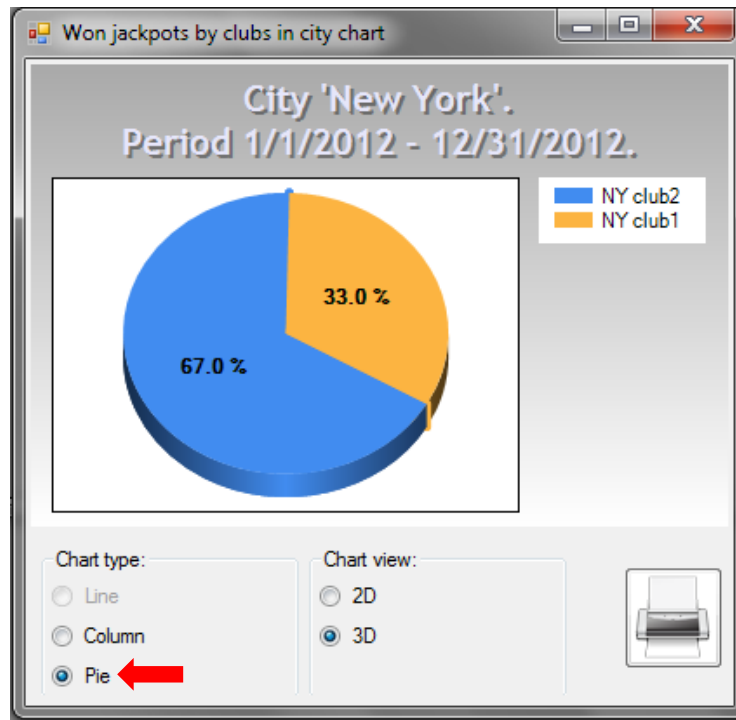 Won jackpots by clubs in city chart
City 'New York'.
Period 1/1/2012 - 12/31/2012.
NY club2
NY club1
33.0 %
67.0 %
Chart type:
Line
Column
Pie
Chart view:
2D
3D